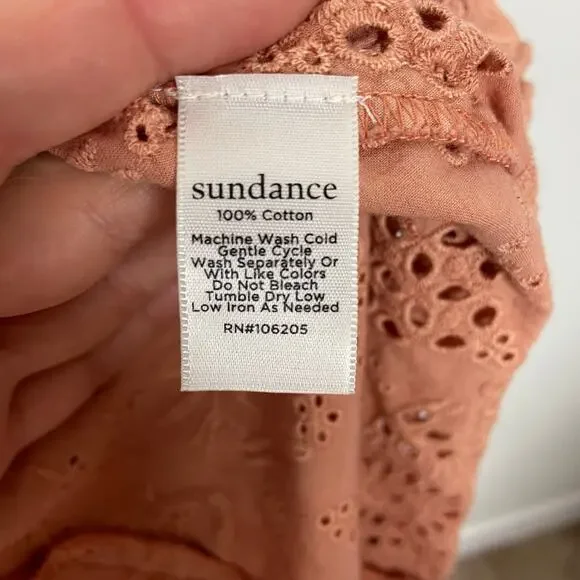 sundance
100% Cotton
Machine Wash Cold
Gentle Cycle
Wash Separately Or
With Like Colors
Do Not Bleach
Tumble Dry Low
Low Iron As Needed
RN#106205